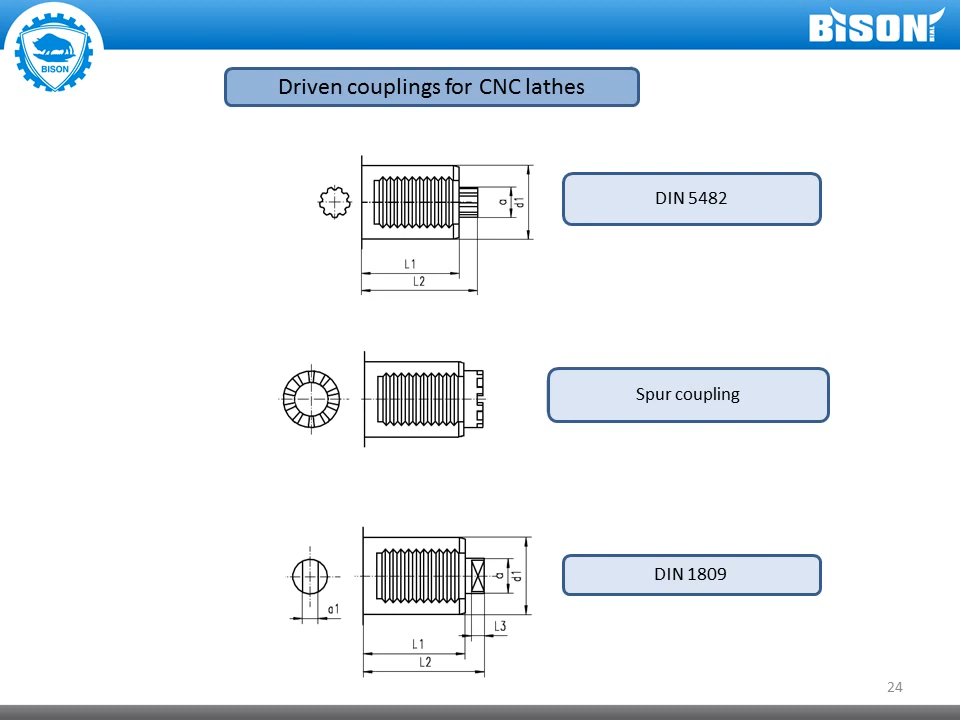 BISON
BISON
BIAL
Driven couplings for CNC lathes
DIN 5482
a
d1
L1
L2
Spur coupling
DIN 1809
a
d1
a1
L3
L1
L2
24